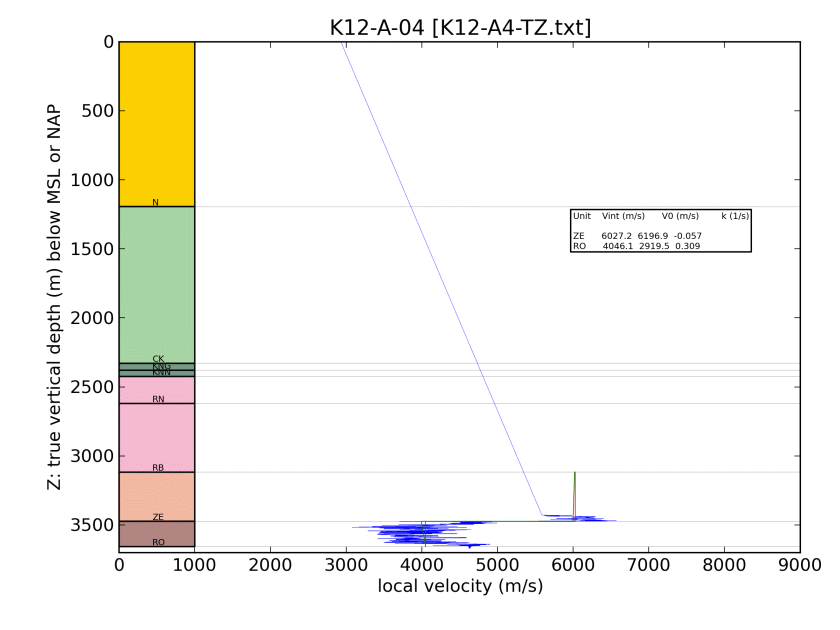 K12-A-04 [K12-A4-TZ.txt]
Z: true vertical depth (m) below MSL or NAP
0
500
1000
1500
2000
2500
3000
3500
N
CK
KNG
KNN
RN
RB
ZE
RO
Unit Vint (m/s) V0 (m/s) k (1/s)
ZE 6027.2 6196.9 -0.057
RO 4046.1 2919.5 0.309
0 1000 2000 3000 4000 5000 6000 7000 8000 9000
local velocity (m/s)